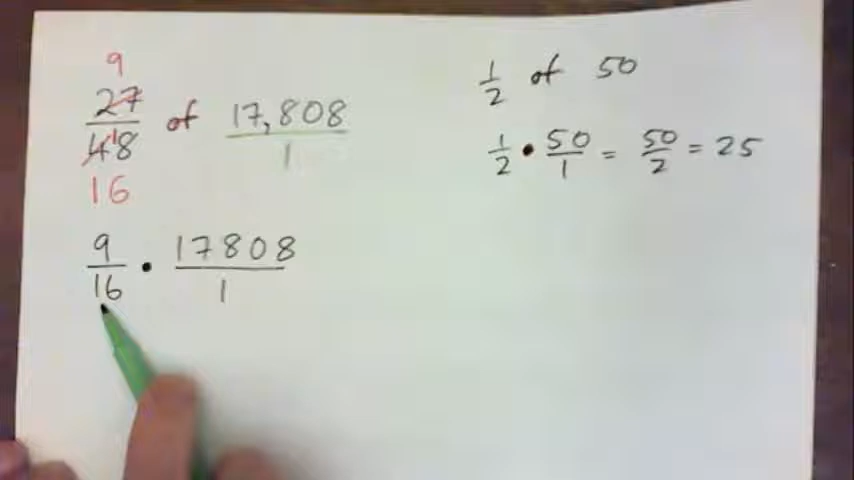 9
27
48 of 17,808
1
16
9/16 • 17808/1
1/2 of 50
1/2 • 50/1 = 50/2 = 25